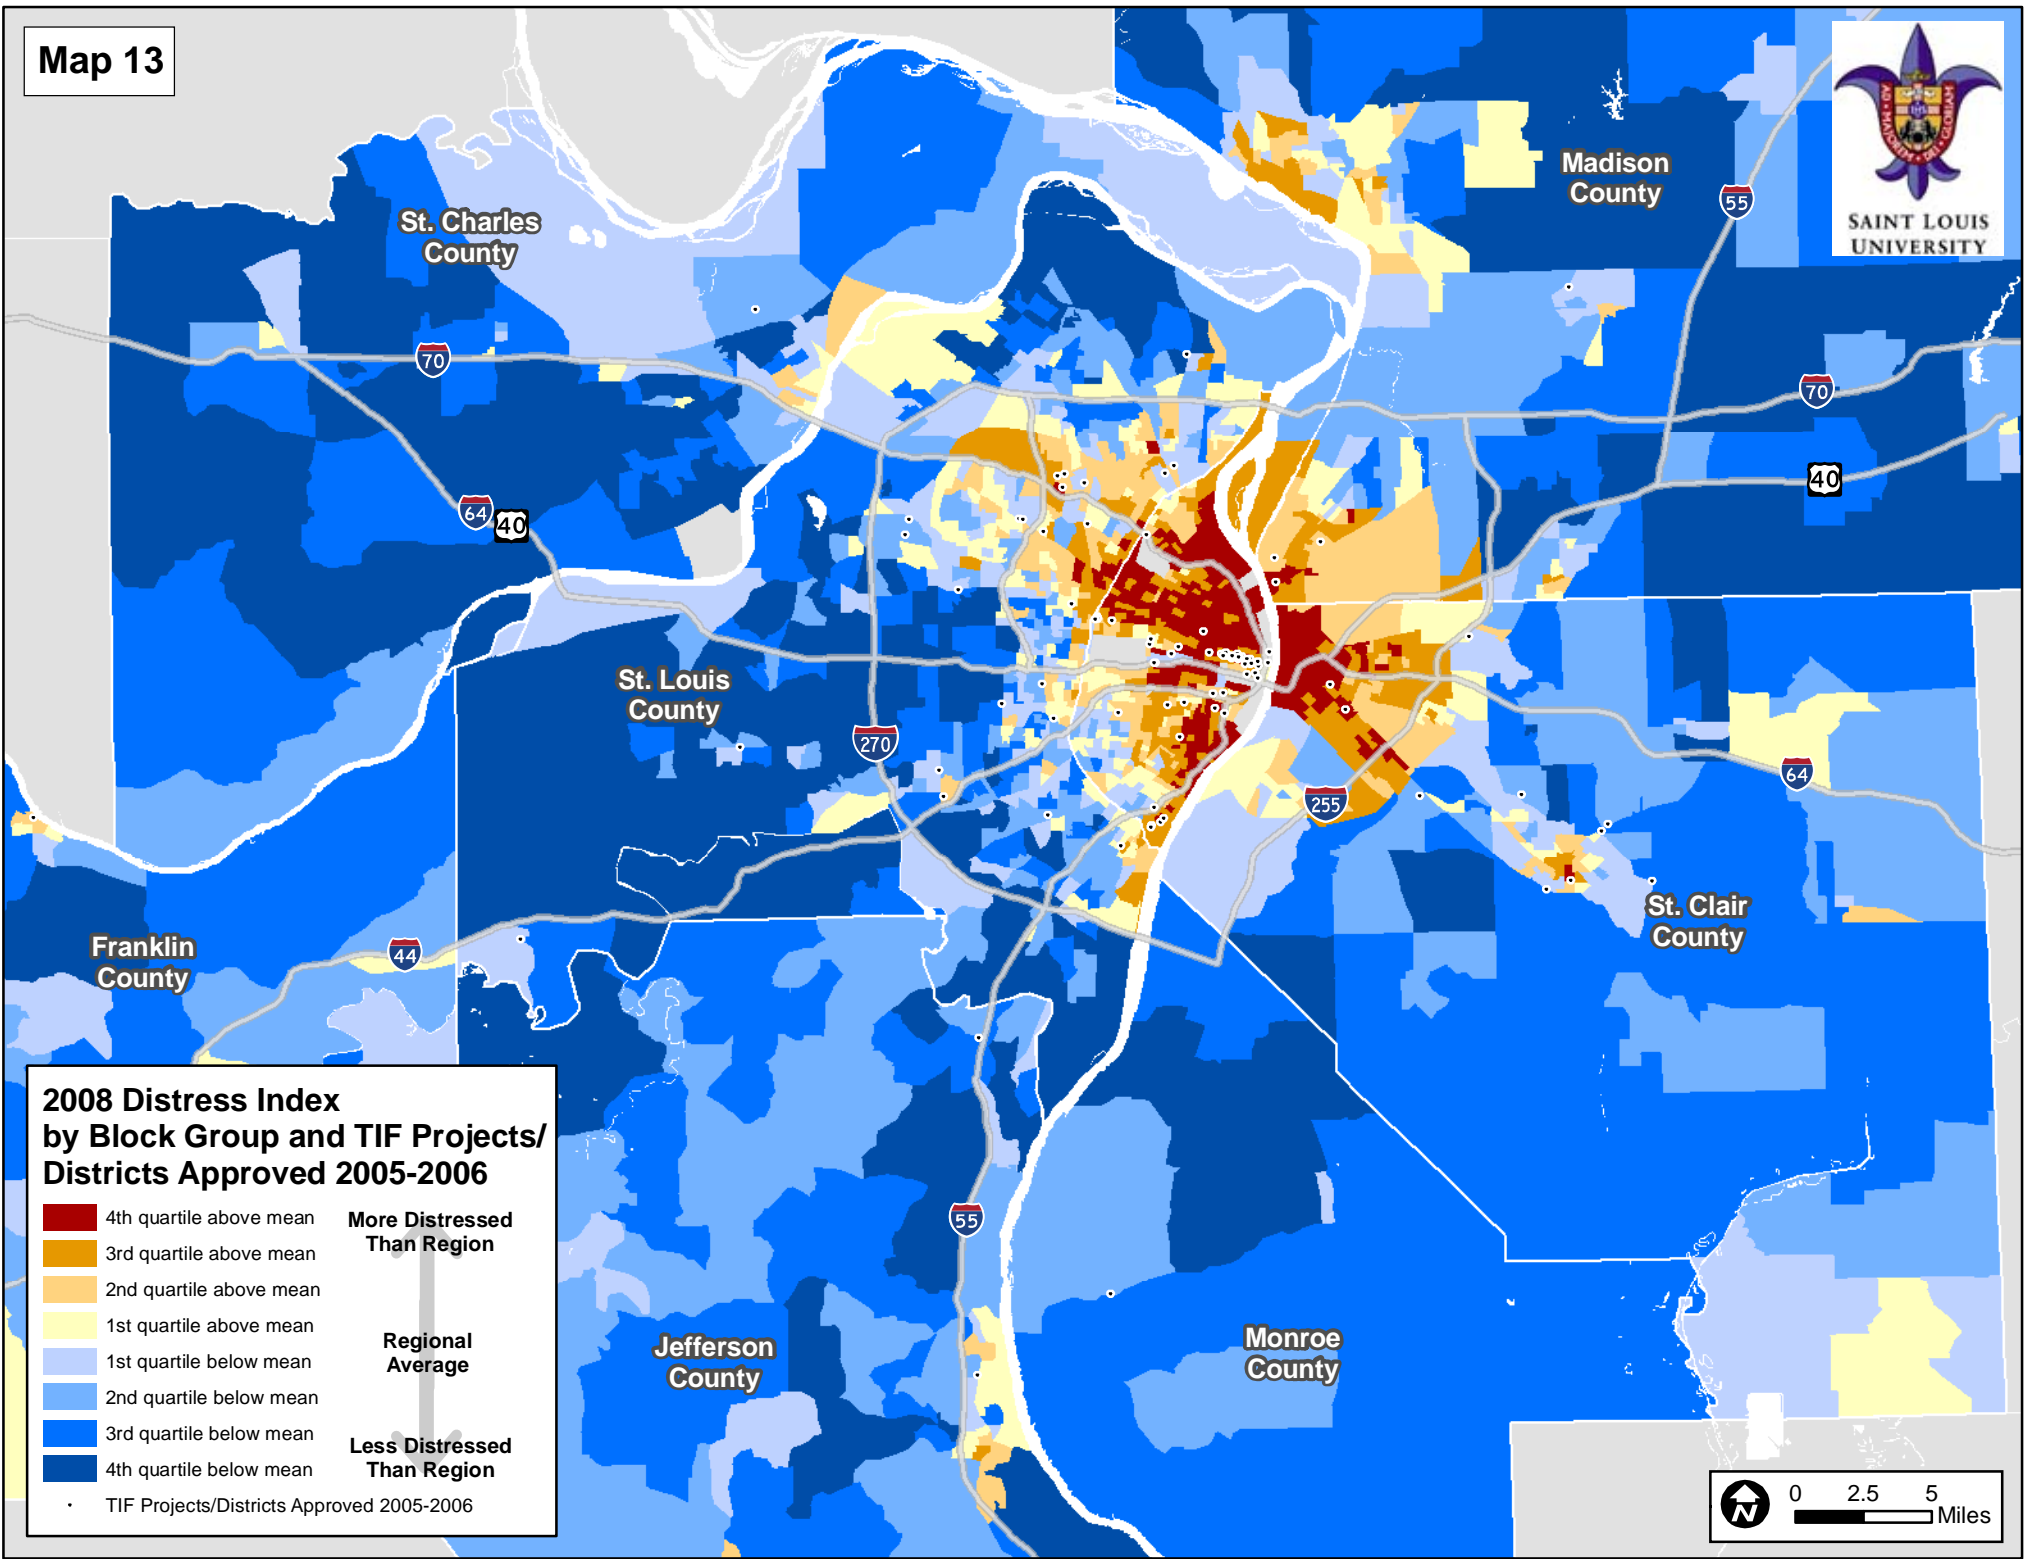 Map 13
AD • MAJOREM • DEI • GLORIAM
SAINT LOUIS
UNIVERSITY
Madison
County
55
St. Charles
County
70
70
64
40
40
St. Louis
County
270
64
255
St. Clair
County
Franklin
County
44
55
Jefferson
County
Monroe
County
2008 Distress Index
by Block Group and TIF Projects/
Districts Approved 2005-2006
4th quartile above mean
3rd quartile above mean
2nd quartile above mean
1st quartile above mean
1st quartile below mean
2nd quartile below mean
3rd quartile below mean
4th quartile below mean
TIF Projects/Districts Approved 2005-2006
More Distressed
Than Region
Regional
Average
Less Distressed
Than Region
N
0 2.5 5
Miles